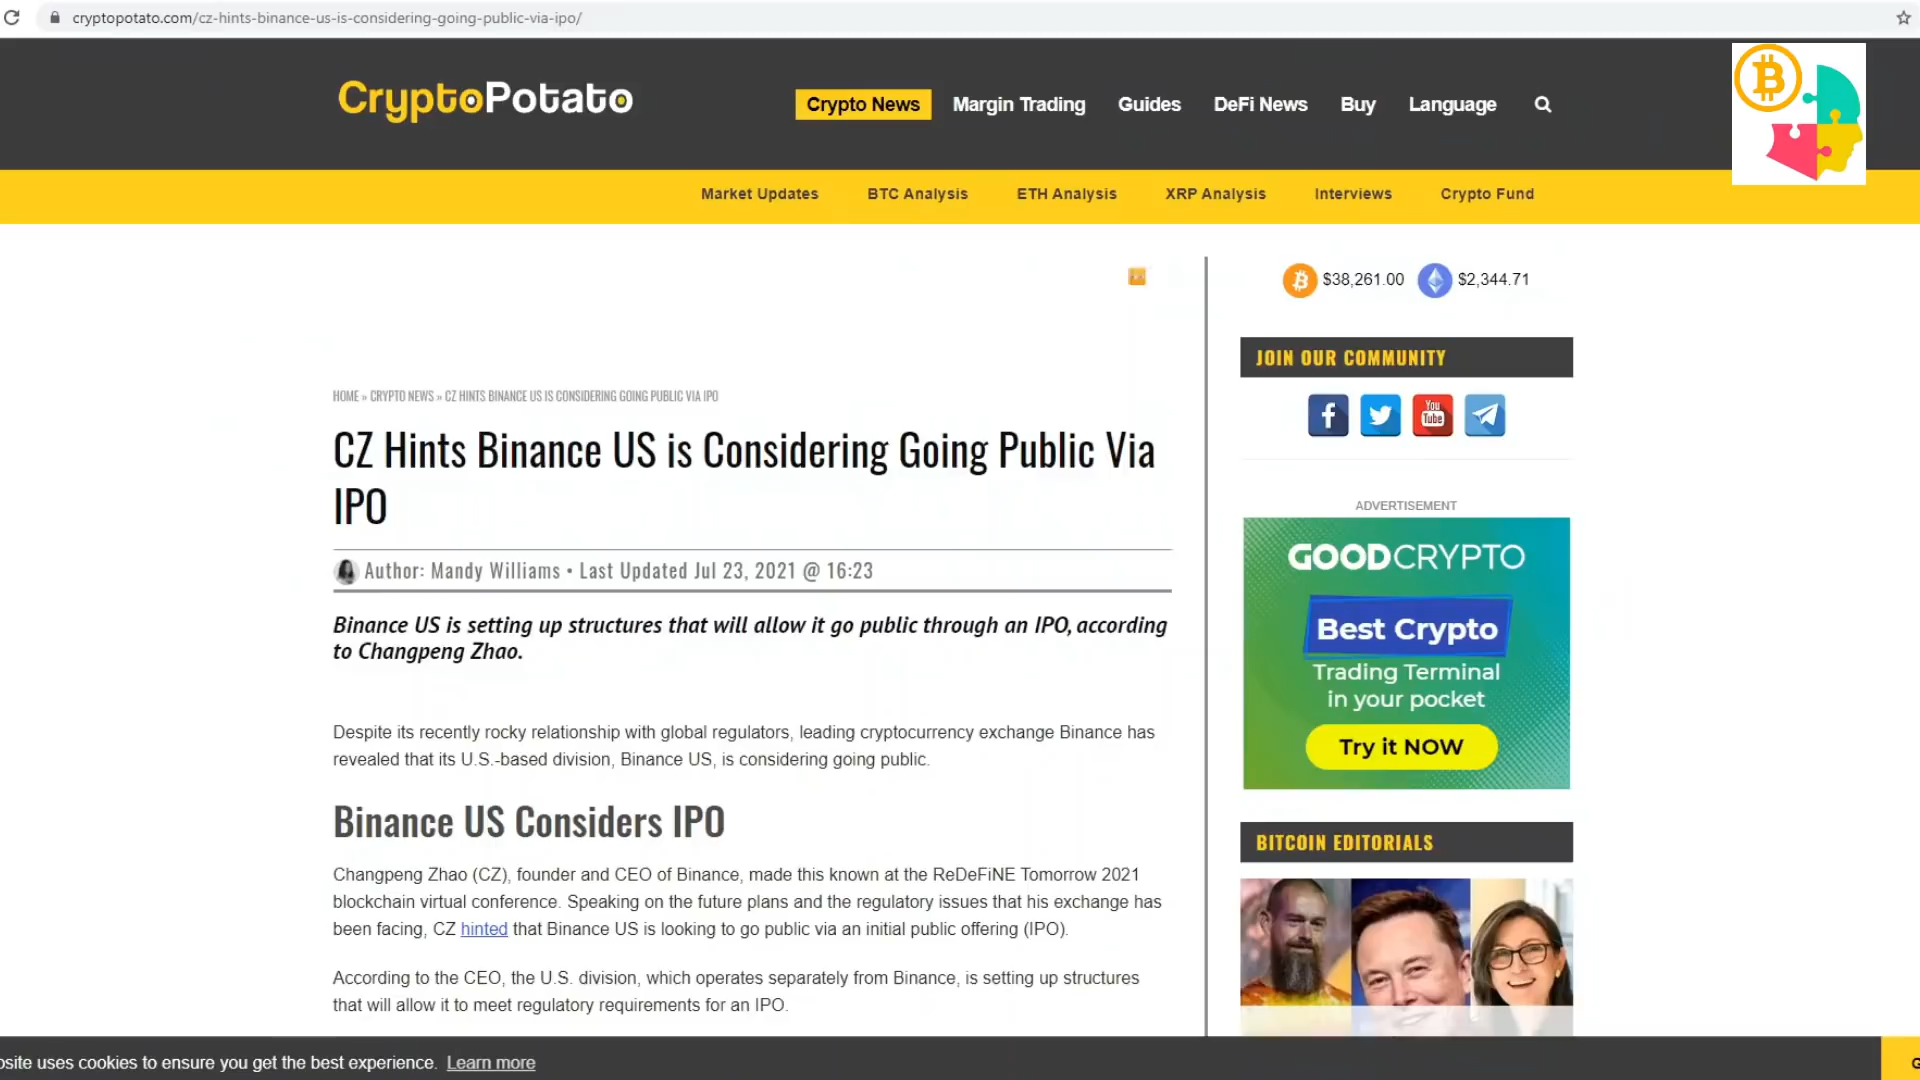 cryptopotato.com/cz-hints-binance-us-is-considering-going-public-via-ipo/
CryptoPotato
Crypto News Margin Trading Guides DeFi News Buy Language
Market Updates BTC Analysis ETH Analysis XRP Analysis Interviews Crypto Fund
$38,261.00 $2,344.71
JOIN OUR COMMUNITY
You
Tube
HOME » CRYPTO NEWS » CZ HINTS BINANCE US IS CONSIDERING GOING PUBLIC VIA IPO
CZ Hints Binance US is Considering Going Public Via
IPO
Author: Mandy Williams • Last Updated Jul 23, 2021 @ 16:23
Binance US is setting up structures that will allow it go public through an IPO, according
to Changpeng Zhao.
Despite its recently rocky relationship with global regulators, leading cryptocurrency exchange Binance has
revealed that its U.S.-based division, Binance US, is considering going public.
Binance US Considers IPO
Changpeng Zhao (CZ), founder and CEO of Binance, made this known at the ReDeFiNE Tomorrow 2021
blockchain virtual conference. Speaking on the future plans and the regulatory issues that his exchange has
been facing, CZ hinted that Binance US is looking to go public via an initial public offering (IPO).
According to the CEO, the U.S. division, which operates separately from Binance, is setting up structures
that will allow it to meet regulatory requirements for an IPO.
ADVERTISEMENT
GOODCRYPTO
Best Crypto
Trading Terminal
in your pocket
Try it NOW
BITCOIN EDITORIALS
osite uses cookies to ensure you get the best experience. Learn more